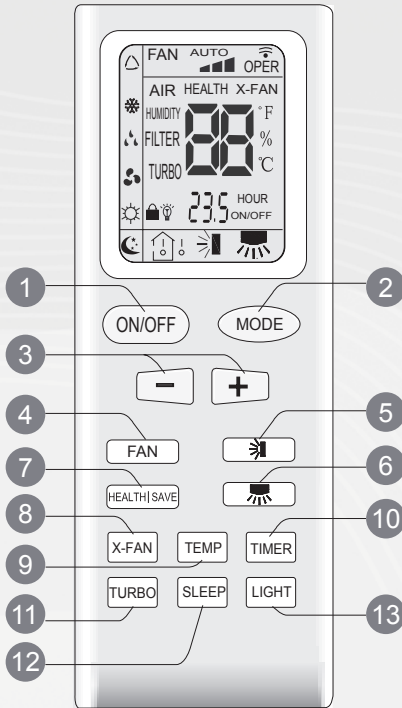 FAN AUTO OPER
AIR HEALTH X-FAN
HUMIDITY °F
FILTER 88 %
TURBO °C
23.5 HOUR
ON/OFF
1
2
ON/OFF MODE
3
- +
4
5
FAN
7
6
HEALTH|SAVE
8
10
X-FAN TEMP TIMER
9
TURBO SLEEP LIGHT
11
13
12